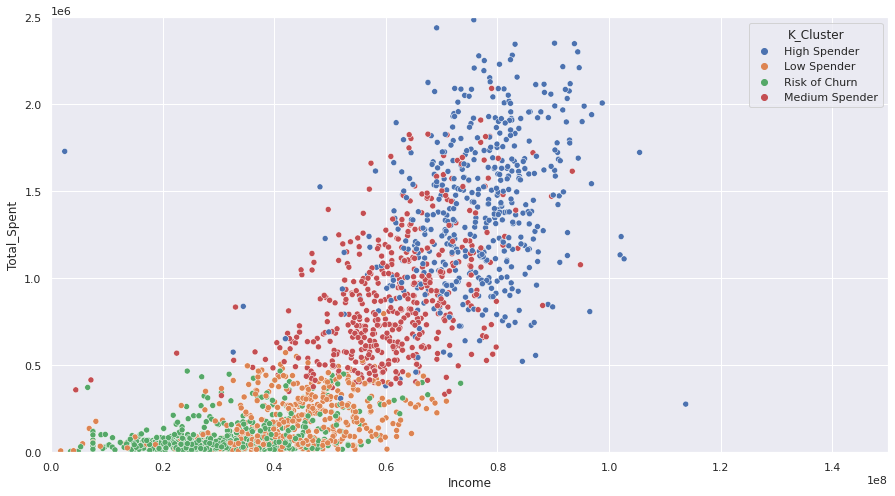 1e6
2.5
2.0
1.5
1.0
0.5
0.0
Total_Spent
K_Cluster
High Spender
Low Spender
Risk of Churn
Medium Spender
0.0 0.2 0.4 0.6 0.8 1.0 1.2 1.4
Income
1e8